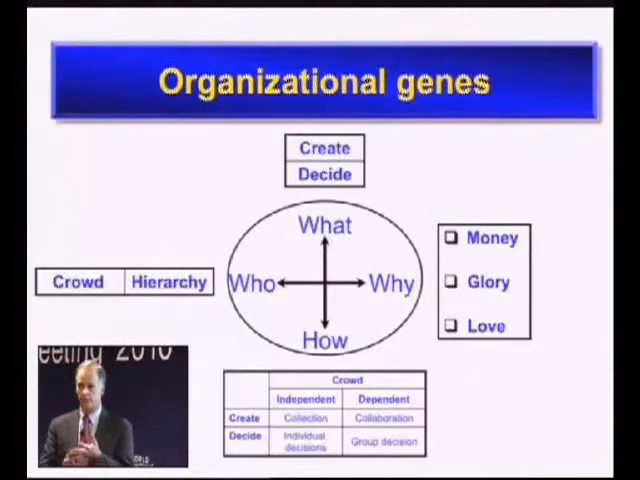 Organizational genes
Create
Decide
What
Money
Crowd Hierarchy
Who
Why
Glory
Love
How
2010
Crowd
Independent Dependent
Create Collection Collaboration
Decide Individual decisions Group decision